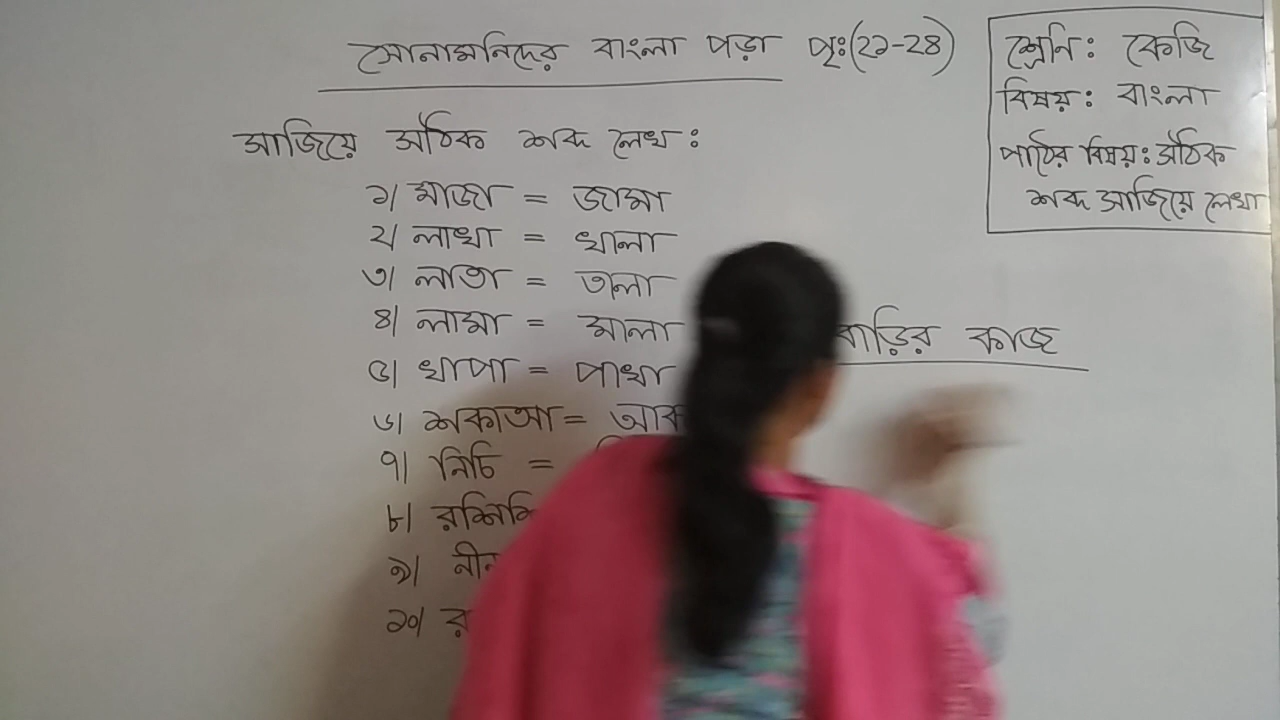 সোনামনিদের বাংলা পড়া পৃঃ(২১-২৪)
সাজিয়ে সঠিক শব্দ লেখ :
১। মাজা = জামা
২। লাখা = খালা
৩। লাতা = তালা
৪। লামা = মালা
৫। খাপা = পাখা
৬। শকাআ =
৭। নিচি =
৮।
৯।
১০।
শ্রেনি : কেজি
বিষয় : বাংলা
পাঠের বিষয় : সঠিক
শব্দ সাজিয়ে লেখা
বাড়ির কাজ